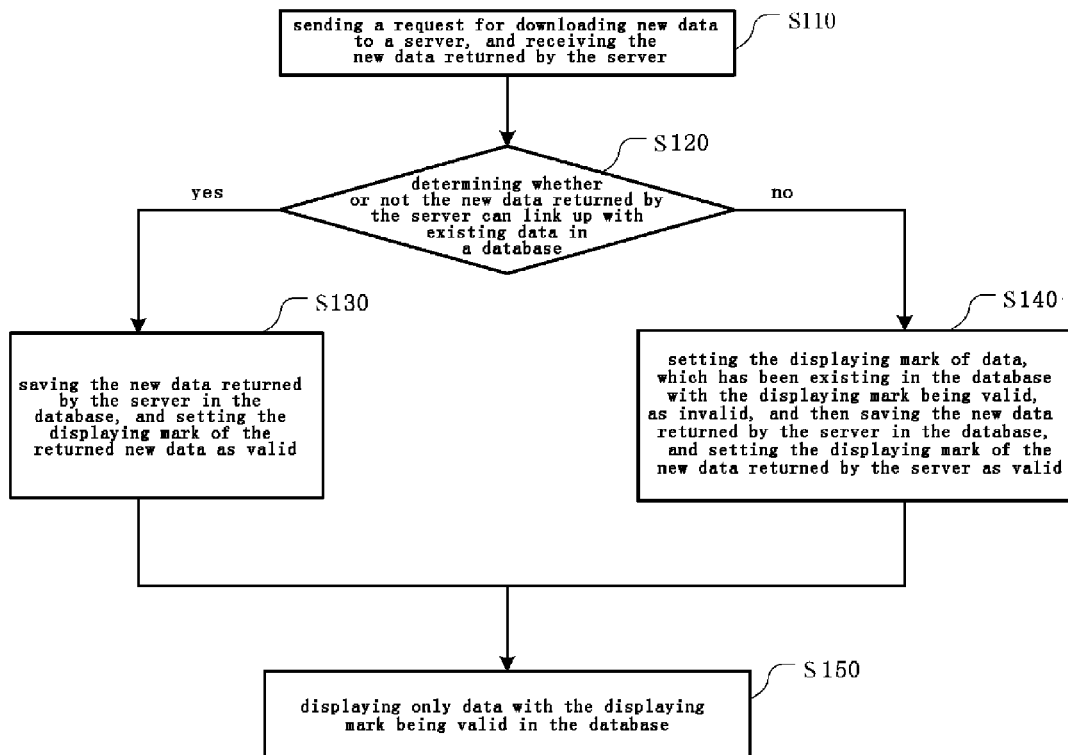 sending a request for downloading new data
to a server, and receiving the
new data returned by the server
S110
S120
determining whether
or not the new data returned by
the server can link up with
existing data in
a database
yes
no
S130
saving the new data returned
by the server in the
database, and setting the
displaying mark of the
returned new data as valid
S140
setting the displaying mark of data,
which has been existing in the database
with the displaying mark being valid,
as invalid, and then saving the new data
returned by the server in the database,
and setting the displaying mark of the
new data returned by the server as valid
S150
displaying only data with the displaying
mark being valid in the database